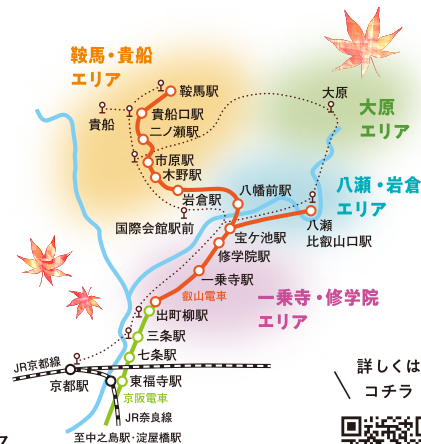 鞍馬・貴船
エリア
鞍馬駅
貴船口駅
貴船
二ノ瀬駅
市原駅
木野駅
岩倉駅
国際会館駅前
八幡前駅
大原
大原
エリア
八瀬・岩倉
エリア
八瀬
比叡山口駅
宝ケ池駅
修学院駅
一乗寺駅
叡山電車
一乗寺・修学院
エリア
出町柳駅
三条駅
七条駅
JR京都線
京都駅
東福寺駅
京阪電車
JR奈良線
至中之島駅・淀屋橋駅
詳しくは
コチラ